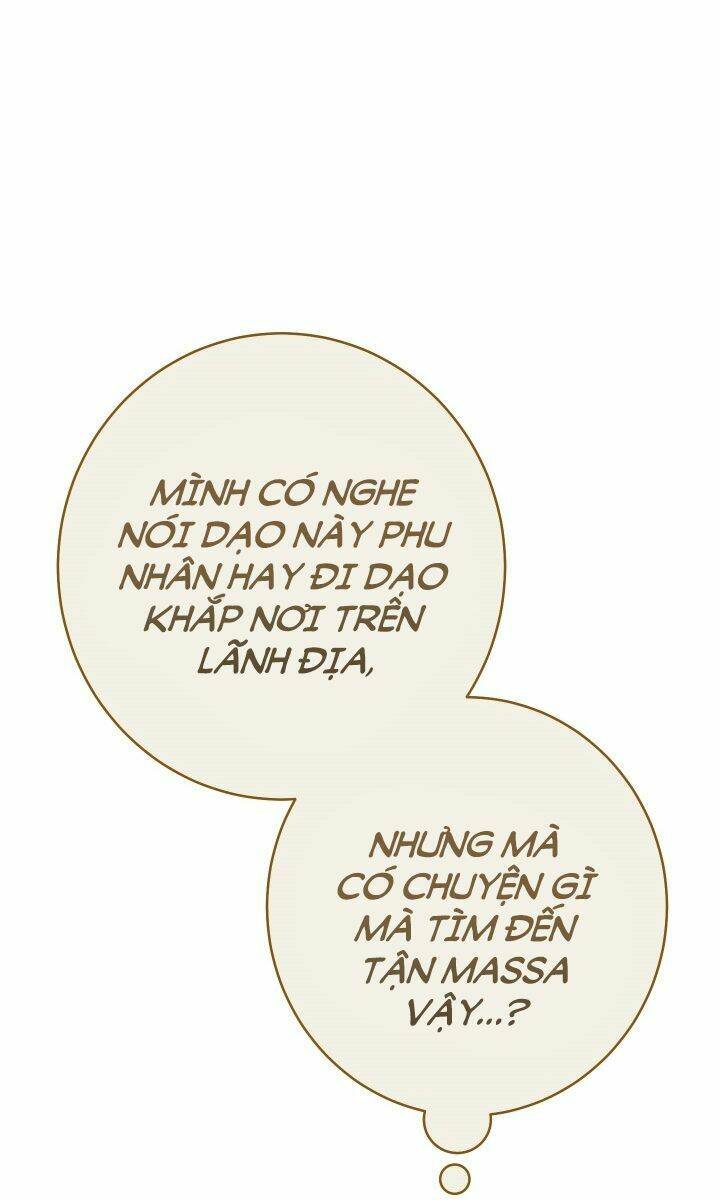 MÌNH CÓ NGHE
NÓI DẠO NÀY PHU
NHÂN HAY ĐI DẠO
KHẮP NƠI TRÊN
LÃNH ĐỊA,
NHƯNG MÀ
CÓ CHUYỆN GÌ
MÀ TÌM ĐẾN
TẬN MASSA
VẬY...?